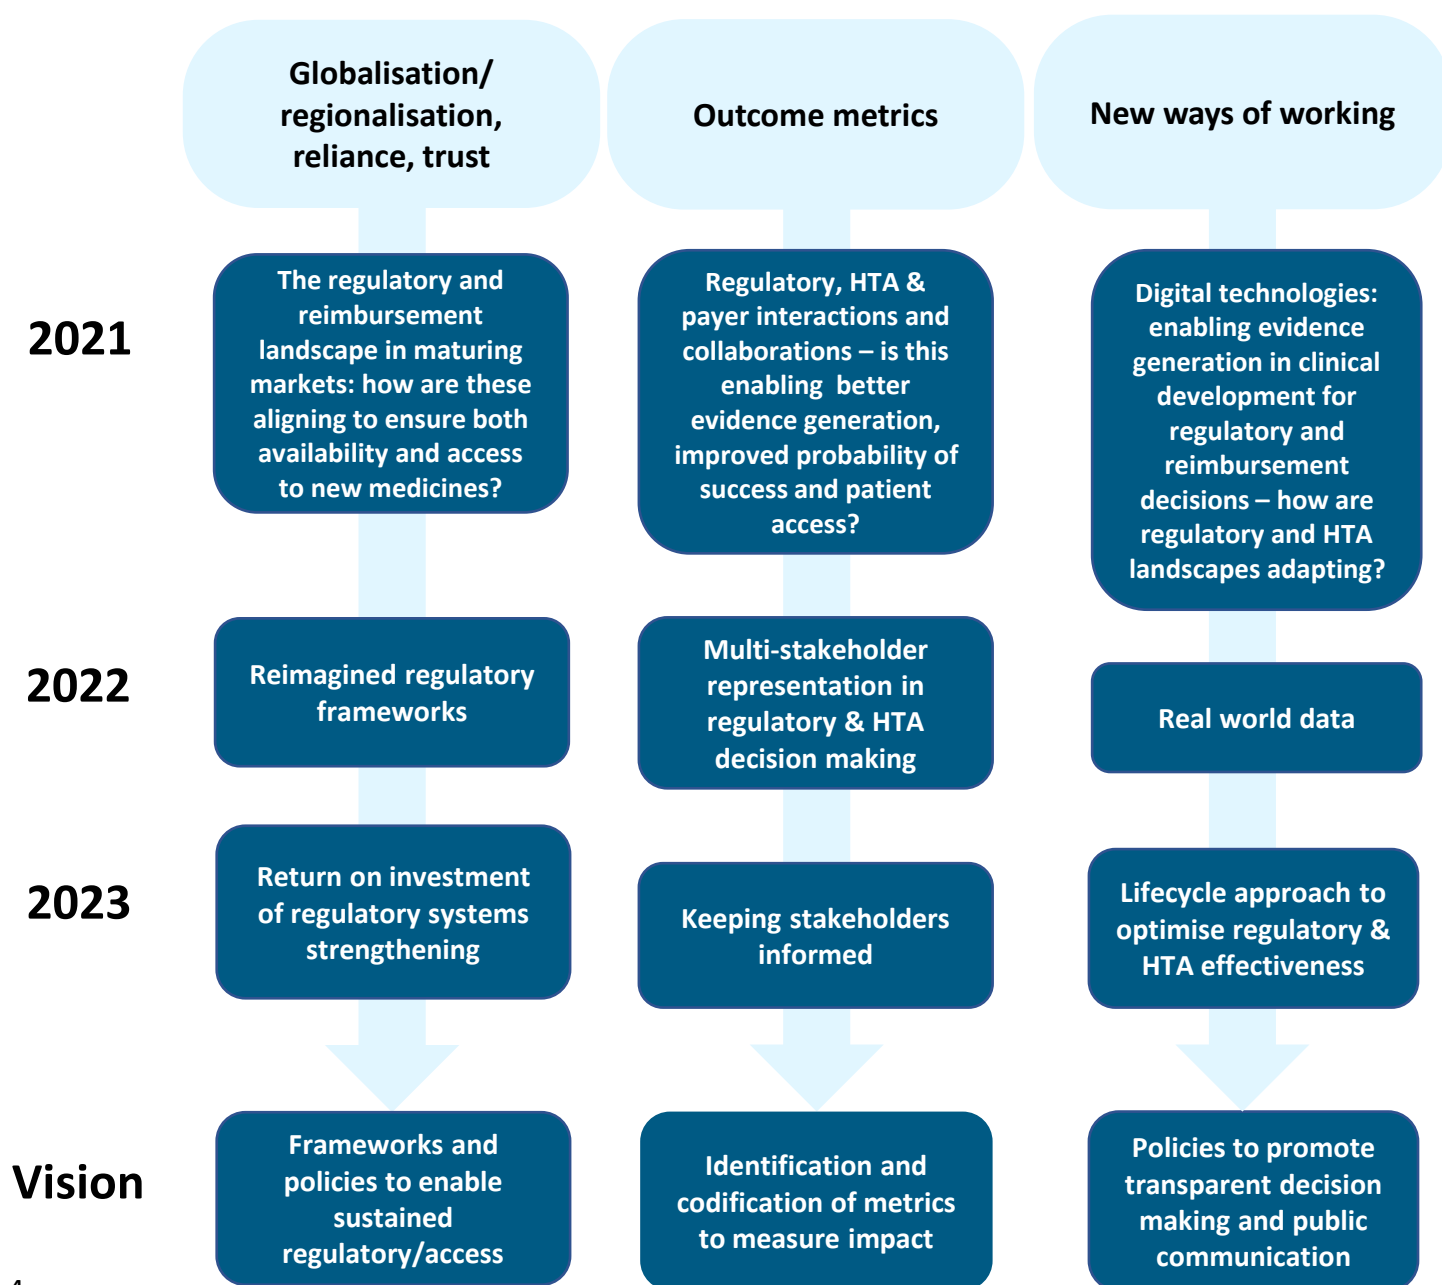 Globalisation/
regionalisation,
reliance, trust
Outcome metrics
New ways of working
2021
The regulatory and
reimbursement
landscape in maturing
markets: how are these
aligning to ensure both
availability and access
to new medicines?
Regulatory, HTA &
payer interactions and
collaborations – is this
enabling  better
evidence generation,
improved probability of
success and patient
access?
Digital technologies:
enabling evidence
generation in clinical
development for
regulatory and
reimbursement
decisions – how are
regulatory and HTA
landscapes adapting?
2022
Reimagined regulatory
frameworks
Multi-stakeholder
representation in
regulatory & HTA
decision making
Real world data
2023
Return on investment
of regulatory systems
strengthening
Keeping stakeholders
informed
Lifecycle approach to
optimise regulatory &
HTA effectiveness
Vision
Frameworks and
policies to enable
sustained
regulatory/access
Identification and
codification of metrics
to measure impact
Policies to promote
transparent decision
making and public
communication